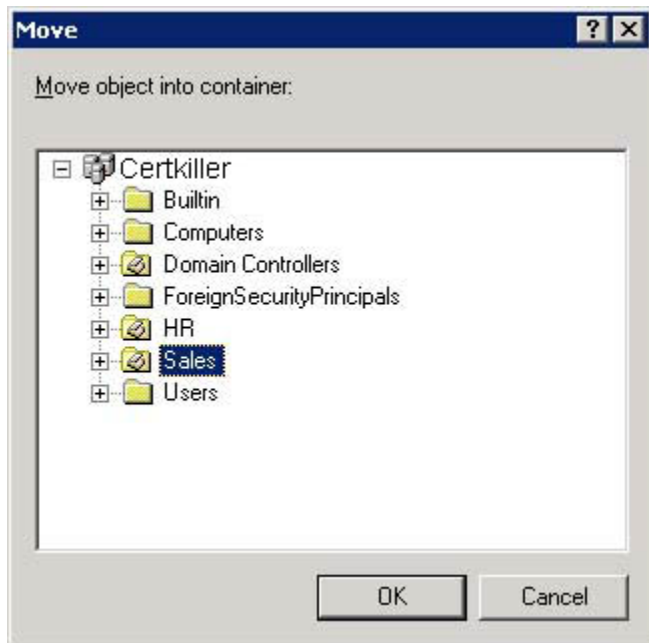 Move
Move object into container:
Certkiller
Builtin
Computers
Domain Controllers
ForeignSecurityPrincipals
HR
Sales
Users
OK Cancel